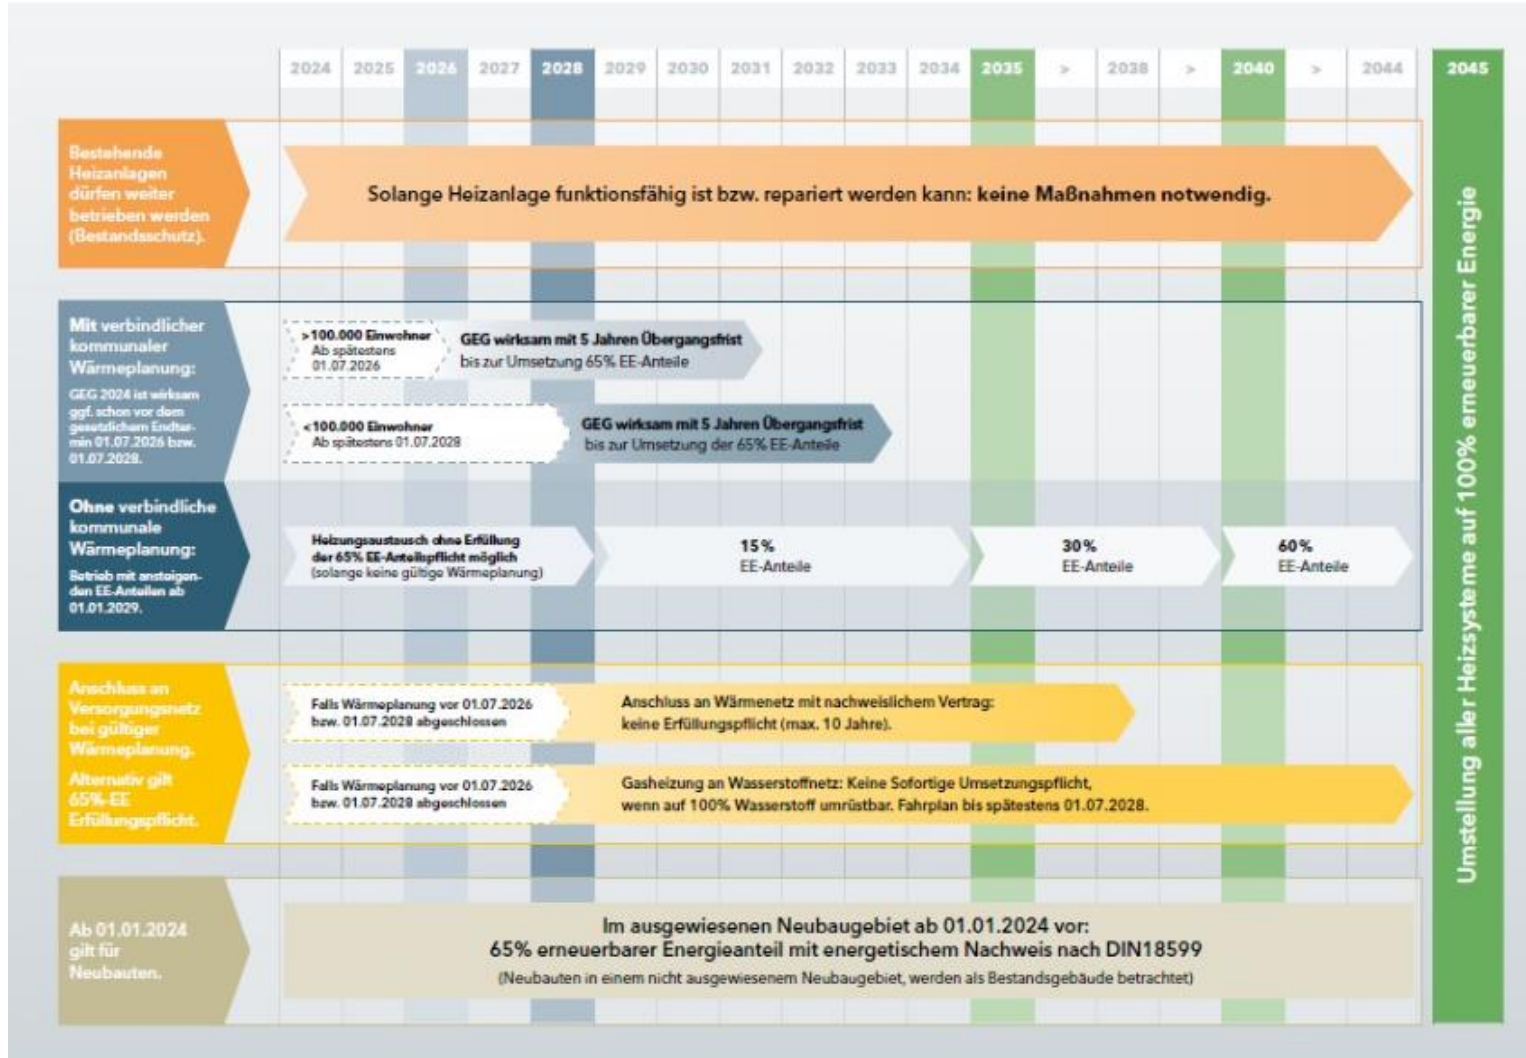 2024 2025 2026 2027 2028 2029 2030 2031 2032 2033 2034 2035 > 2038 > 2040 > 2044 2045
Bestehende
Heizanlagen
dürfen weiter
betrieben werden
(Bestandsschutz).
Solange Heizanlage funktionsfähig ist bzw. repariert werden kann: keine Maßnahmen notwendig.
Mit verbindlicher
kommunaler
Wärmeplanung:
GEG 2024 ist wirksam
ggf. schon vor dem
gesetzlichem Endter-
min 01.07.2026 bzw.
01.07.2028.
>100.000 Einwohner
Ab spätestens
01.07.2026
GEG wirksam mit 5 Jahren Übergangsfrist
bis zur Umsetzung 65% EE-Anteile
<100.000 Einwohner
Ab spätestens 01.07.2028
GEG wirksam mit 5 Jahren Übergangsfrist
bis zur Umsetzung der 65% EE-Anteile
Ohne verbindliche
kommunale
Wärmeplanung:
Betrieb mit ansteigen-
den EE-Anteilen ab
01.01.2029.
Heizungsaustausch ohne Erfüllung
der 65% EE-Anteilspflicht möglich
(solange keine gültige Wärmeplanung)
15%
EE-Anteile
30%
EE-Anteile
60%
EE-Anteile
Anschluss an
Versorgungsnetz
bei gültiger
Wärmeplanung.
Alternativ gilt
65%-EE
Erfüllungspflicht.
Falls Wärmeplanung vor 01.07.2026
bzw. 01.07.2028 abgeschlossen
Anschluss an Wärmenetz mit nachweislichem Vertrag:
keine Erfüllungspflicht (max. 10 Jahre).
Falls Wärmeplanung vor 01.07.2026
bzw. 01.07.2028 abgeschlossen
Gasheizung an Wasserstoffnetz: Keine Sofortige Umsetzungspflicht,
wenn auf 100% Wasserstoff umrüstbar. Fahrplan bis spätestens 01.07.2028.
Ab 01.01.2024
gilt für
Neubauten.
Im ausgewiesenen Neubaugebiet ab 01.01.2024 vor:
65% erneuerbarer Energieanteil mit energetischem Nachweis nach DIN18599
(Neubauten in einem nicht ausgewiesenem Neubaugebiet, werden als Bestandsgebäude betrachtet)
Umstellung aller Heizsysteme auf 100% erneuerbarer Energie